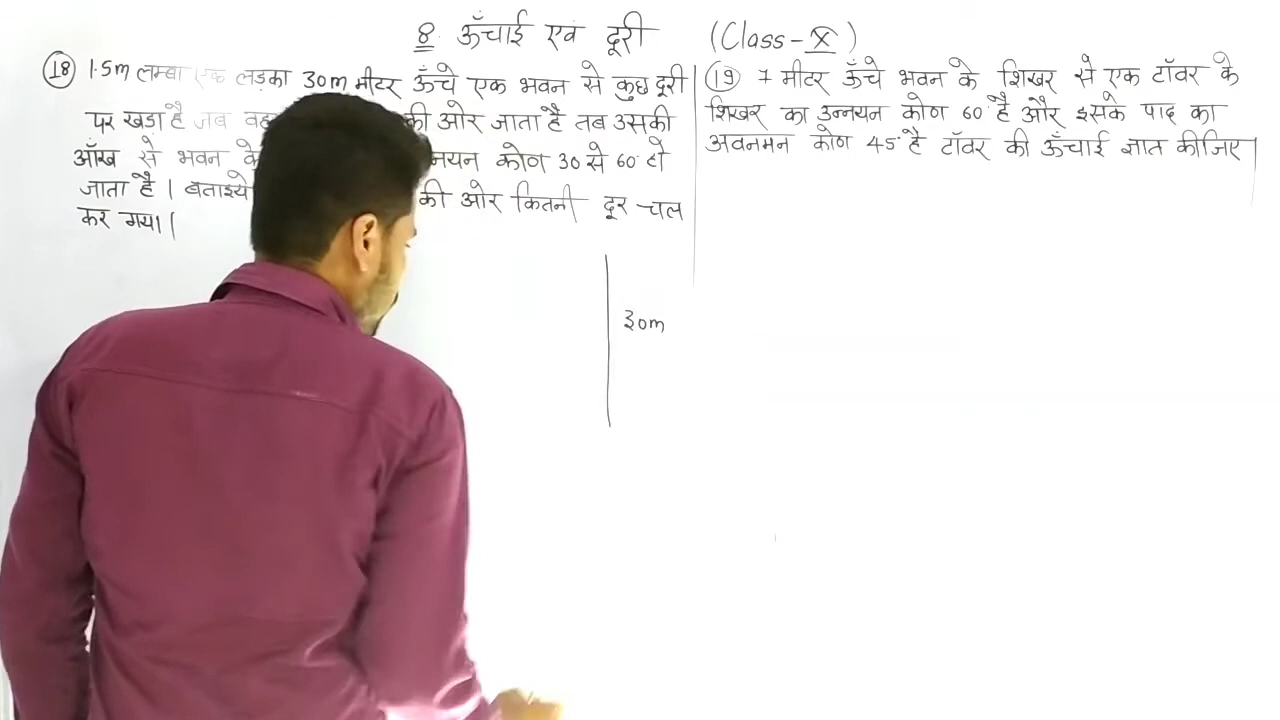 8. ऊँचाई एवं दूरी (Class-X)
18 1.5m लम्बा एक लड़का 30m मीटर ऊँचे एक भवन से कुछ दूरी
पर खडा है जब वह की ओर जाता है तब उसकी
आँख से भवन के न्नयन कोण 30 से 60° हो
जाता है। बताइये की ओर कितनी दूर चल
कर गया।
19 7 मीटर ऊँचे भवन के शिखर से एक टॉवर के
शिखर का उन्नयन कोण 60° है और इसके पाद का
अवनमन कोण 45° है टॉवर की ऊँचाई ज्ञात कीजिए।
30m